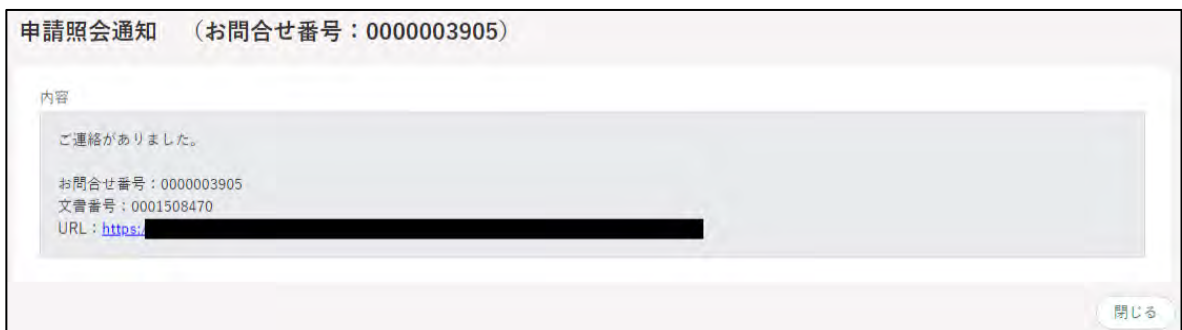 申請照会通知　（お問合せ番号：0000003905）
内容
ご連絡がありました。
お問合せ番号：0000003905
文書番号：0001508470
URL：https:/
閉じる